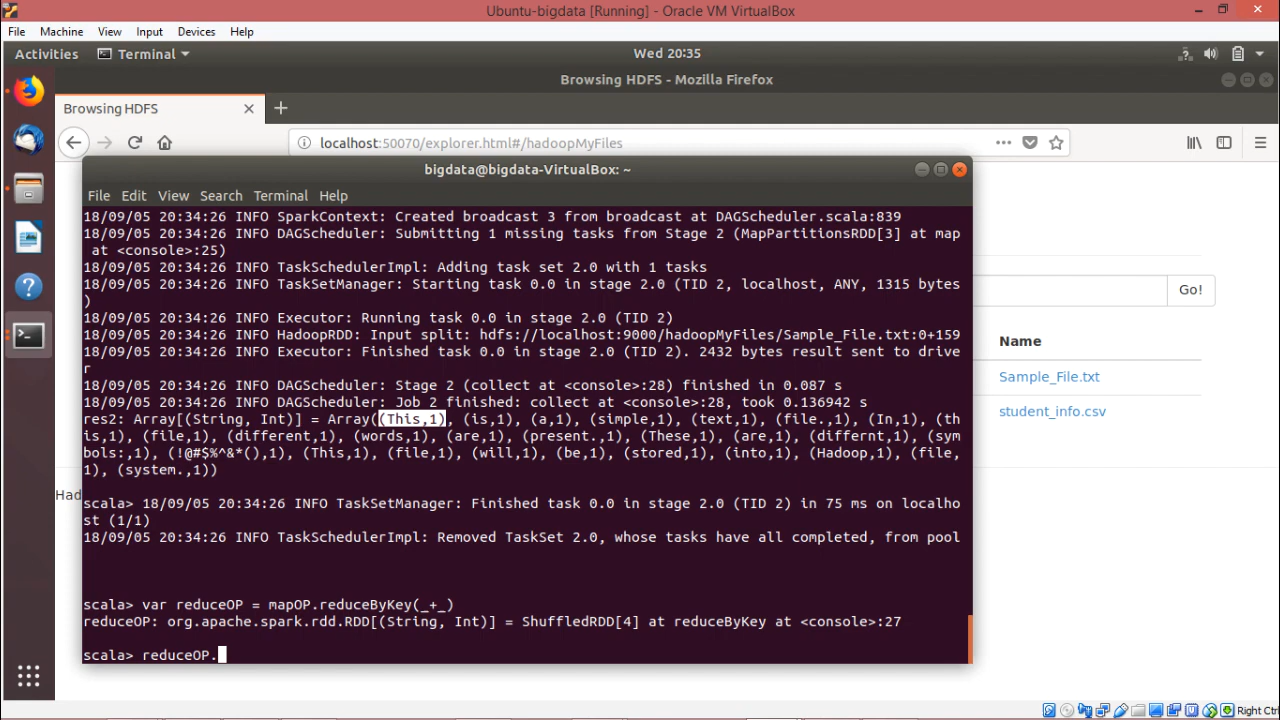 Ubuntu-bigdata [Running] - Oracle VM VirtualBox
File Machine View Input Devices Help
Activities Terminal Wed 20:35
Browsing HDFS - Mozilla Firefox
Browsing HDFS
localhost:50070/explorer.html#/hadoopMyFiles
bigdata@bigdata-VirtualBox: ~
File Edit View Search Terminal Help
18/09/05 20:34:26 INFO SparkContext: Created broadcast 3 from broadcast at DAGScheduler.scala:839
18/09/05 20:34:26 INFO DAGScheduler: Submitting 1 missing tasks from Stage 2 (MapPartitionsRDD[3] at map
at <console>:25)
18/09/05 20:34:26 INFO TaskSchedulerImpl: Adding task set 2.0 with 1 tasks
18/09/05 20:34:26 INFO TaskSetManager: Starting task 0.0 in stage 2.0 (TID 2, localhost, ANY, 1315 bytes
)
18/09/05 20:34:26 INFO Executor: Running task 0.0 in stage 2.0 (TID 2)
18/09/05 20:34:26 INFO HadoopRDD: Input split: hdfs://localhost:9000/hadoopMyFiles/Sample_File.txt:0+159
18/09/05 20:34:26 INFO Executor: Finished task 0.0 in stage 2.0 (TID 2). 2432 bytes result sent to drive
r
18/09/05 20:34:26 INFO DAGScheduler: Stage 2 (collect at <console>:28) finished in 0.087 s
18/09/05 20:34:26 INFO DAGScheduler: Job 2 finished: collect at <console>:28, took 0.136942 s
res2: Array[(String, Int)] = Array((This,1), (is,1), (a,1), (simple,1), (text,1), (file.,1), (In,1), (th
is,1), (file,1), (different,1), (words,1), (are,1), (present.,1), (These,1), (are,1), (differnt,1), (sym
bols:,1), (!@#$%^&*(),1), (This,1), (file,1), (will,1), (be,1), (stored,1), (into,1), (Hadoop,1), (file,
1), (system.,1))
scala> 18/09/05 20:34:26 INFO TaskSetManager: Finished task 0.0 in stage 2.0 (TID 2) in 75 ms on localho
st (1/1)
18/09/05 20:34:26 INFO TaskSchedulerImpl: Removed TaskSet 2.0, whose tasks have all completed, from pool
scala> var reduceOP = mapOP.reduceByKey(_+_)
reduceOP: org.apache.spark.rdd.RDD[(String, Int)] = ShuffledRDD[4] at reduceByKey at <console>:27
scala> reduceOP.
Go!
Name
Sample_File.txt
student_info.csv
Had
Right Ctrl